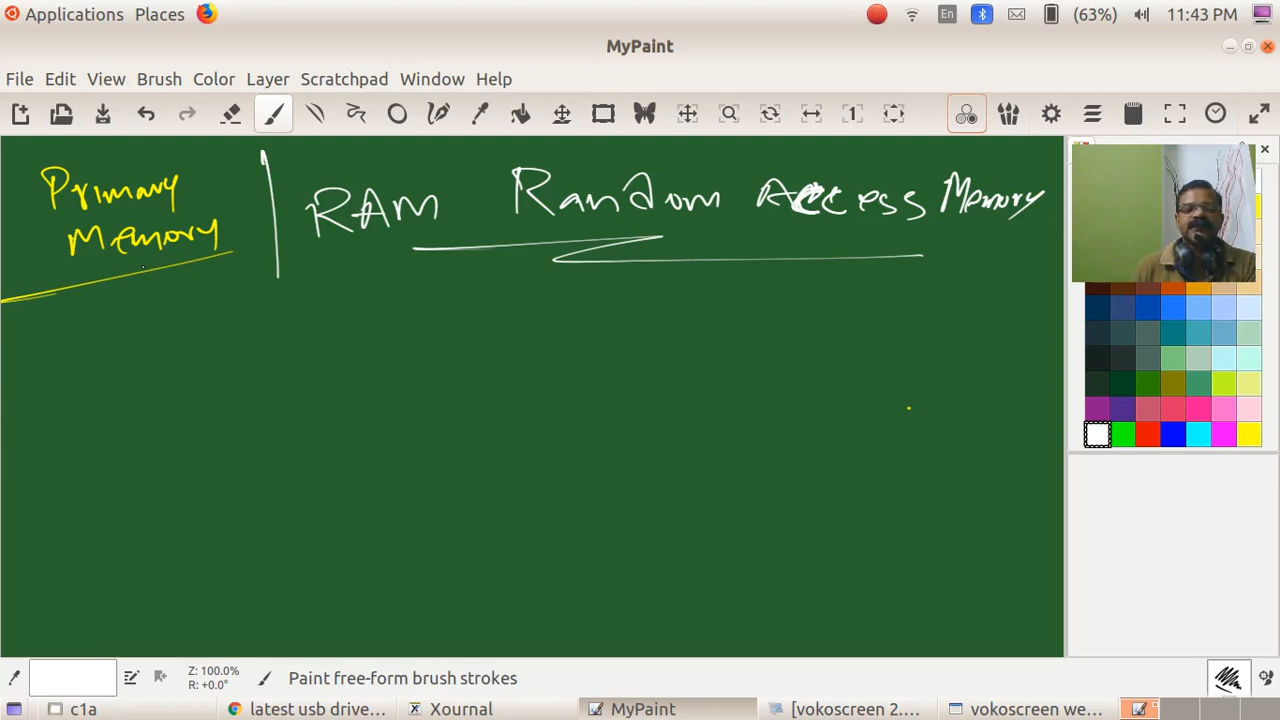 Applications Places En (63%) 11:43 PM
MyPaint
File Edit View Brush Color Layer Scratchpad Window Help
Primary
Memory
RAM Random Access Memory
Z: 100.0%
R: +0.0°
Paint free-form brush strokes
c1a latest usb drive... Xournal MyPaint [vokoscreen 2.... vokoscreen we...